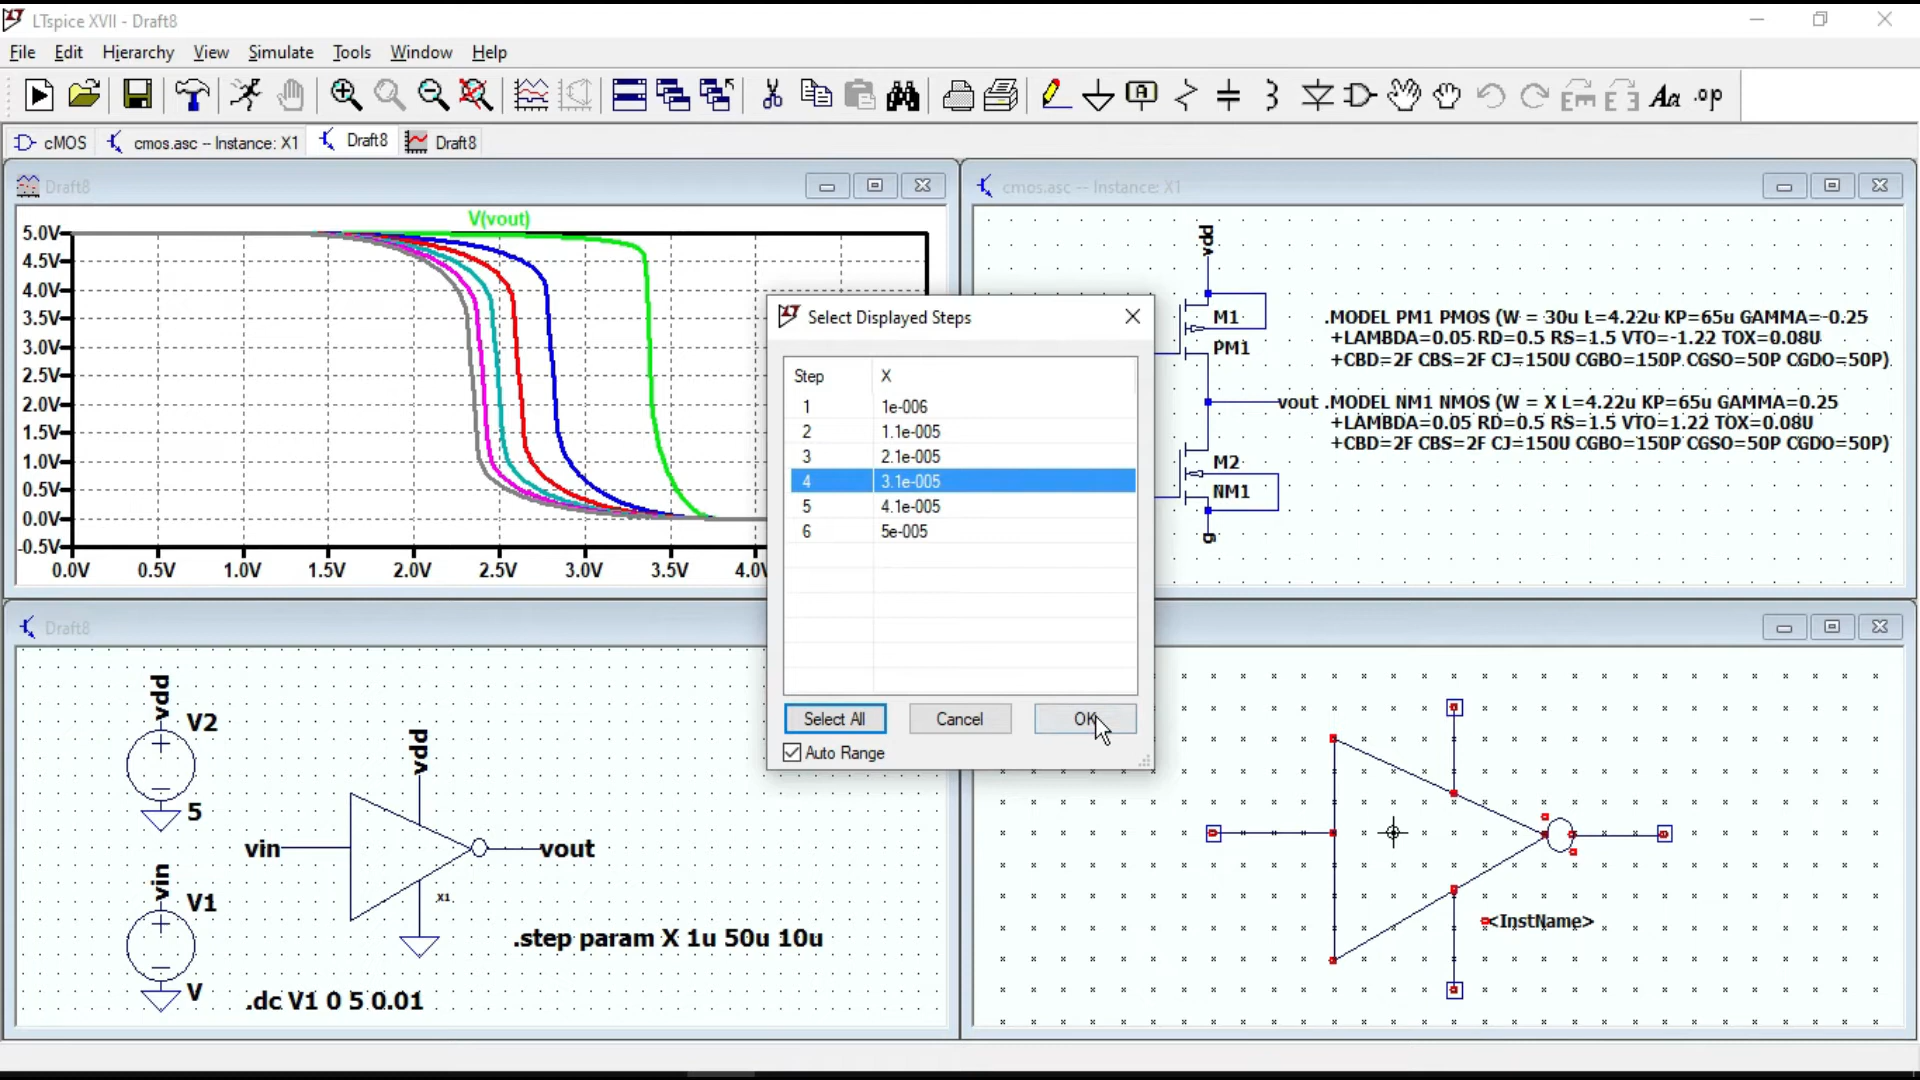 LTspice XVII - Draft8
File Edit Hierarchy View Simulate Tools Window Help
A Aa .op
cMOS cmos.asc -- Instance: X1 Draft8 Draft8
Draft8
V(vout)
5.0V
4.5V
4.0V
3.5V
3.0V
2.5V
2.0V
1.5V
1.0V
0.5V
0.0V
-0.5V
0.0V 0.5V 1.0V 1.5V 2.0V 2.5V 3.0V 3.5V 4.0V
cmos.asc -- Instance: X1
vdd
M1
PM1
.MODEL PM1 PMOS (W = 30u L=4.22u KP=65u GAMMA=-0.25
+LAMBDA=0.05 RD=0.5 RS=1.5 VTO=-1.22 TOX=0.08U
+CBD=2F CBS=2F CJ=150U CGBO=150P CGSO=50P CGDO=50P)
vout .MODEL NM1 NMOS (W = X L=4.22u KP=65u GAMMA=0.25
+LAMBDA=0.05 RD=0.5 RS=1.5 VTO=1.22 TOX=0.08U
+CBD=2F CBS=2F CJ=150U CGBO=150P CGSO=50P CGDO=50P)
M2
NM1
g
Select Displayed Steps
Step X
1 1e-006
2 1.1e-005
3 2.1e-005
4 3.1e-005
5 4.1e-005
6 5e-005
Select All Cancel OK
Auto Range
Draft8
vdd
V2
5
vin
V1
V
vdd
vin
vout
X1
.step param X 1u 50u 10u
.dc V1 0 5 0.01
<InstName>